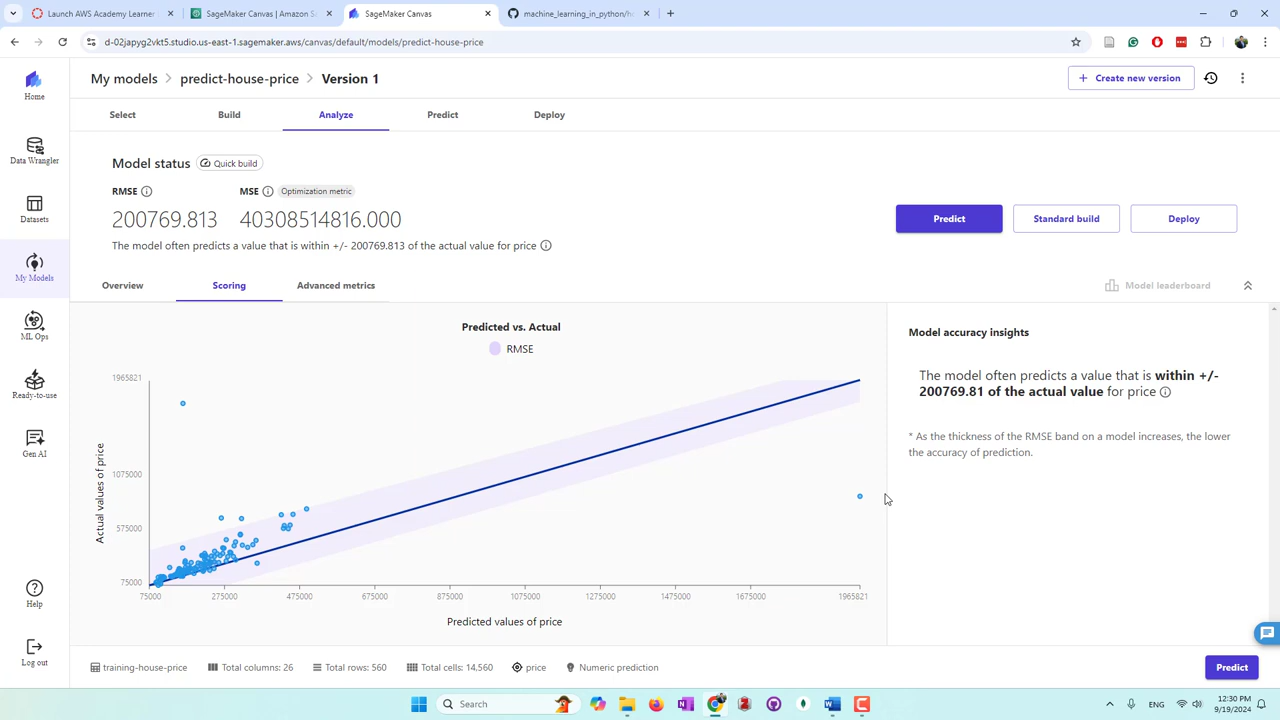 Launch AWS Academy Learner
SageMaker Canvas | Amazon S
SageMaker Canvas
machine_learning_in_python/ho
d-02japyg2vkt5.studio.us-east-1.sagemaker.aws/canvas/default/models/predict-house-price
Home
Data Wrangler
Datasets
My Models
ML Ops
Ready-to-use
Gen AI
Help
Log out
My models > predict-house-price > Version 1
+ Create new version
Select
Build
Analyze
Predict
Deploy
Model status
Quick build
RMSE
MSE
Optimization metric
200769.813
40308514816.000
The model often predicts a value that is within +/- 200769.813 of the actual value for price
Predict
Standard build
Deploy
Overview
Scoring
Advanced metrics
Model leaderboard
Predicted vs. Actual
RMSE
Actual values of price
1965821
1075000
575000
75000
75000
275000
475000
675000
875000
1075000
1275000
1475000
1675000
1965821
Predicted values of price
Model accuracy insights
The model often predicts a value that is within +/-
200769.81 of the actual value for price
* As the thickness of the RMSE band on a model increases, the lower
the accuracy of prediction.
training-house-price
Total columns: 26
Total rows: 560
Total cells: 14,560
price
Numeric prediction
Predict
Search
ENG
12:30 PM
9/19/2024